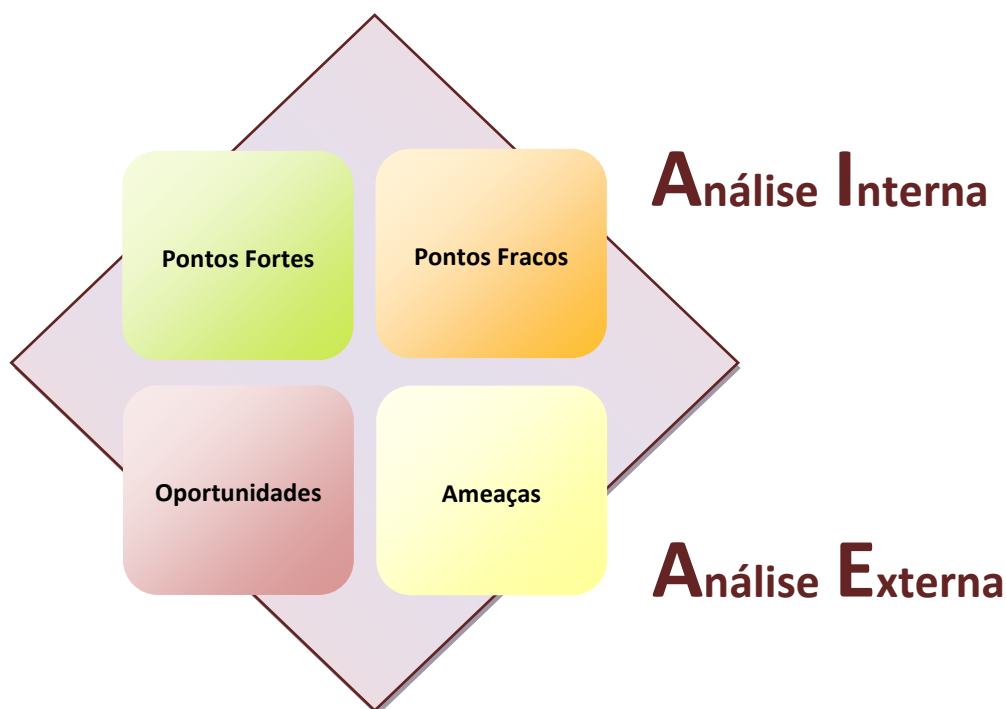 Análise Interna
Pontos Fortes
Pontos Fracos
Oportunidades
Ameaças
Análise Externa